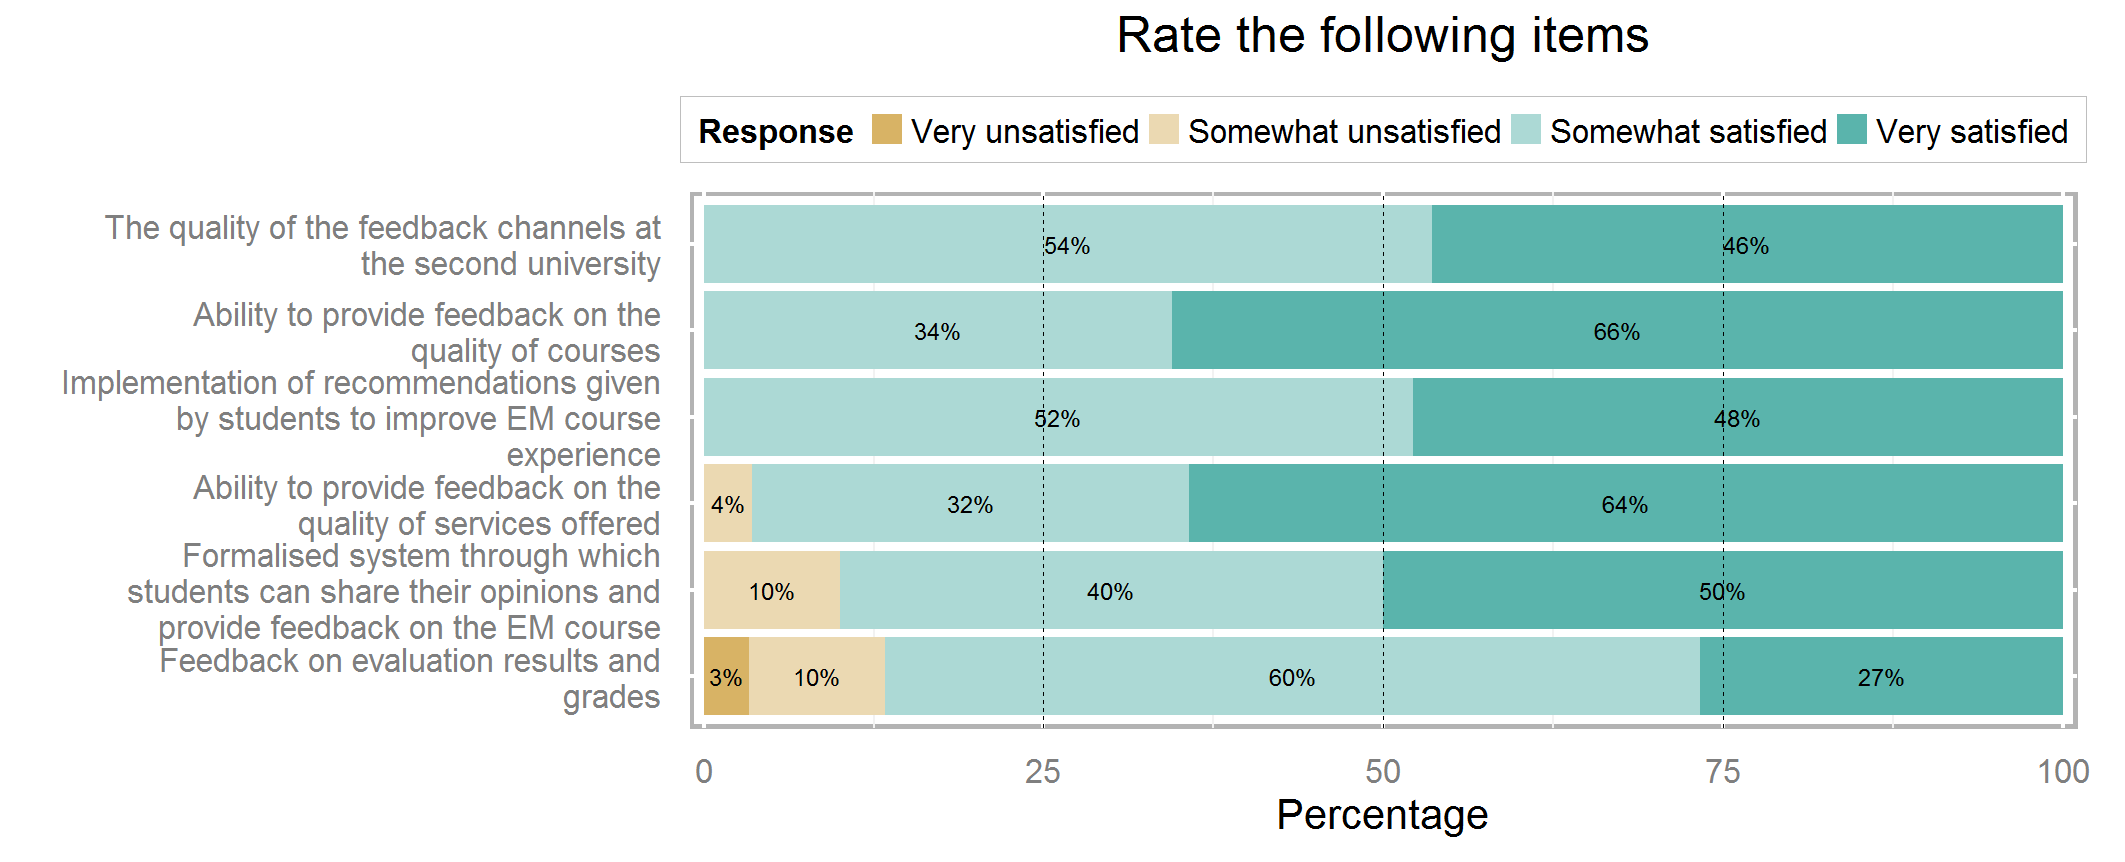 Rate the following items
Response Very unsatisfied Somewhat unsatisfied Somewhat satisfied Very satisfied
The quality of the feedback channels at
the second university
54% 46%
Ability to provide feedback on the
quality of courses
34% 66%
Implementation of recommendations given
by students to improve EM course
experience
52% 48%
Ability to provide feedback on the
quality of services offered
4% 32% 64%
Formalised system through which
students can share their opinions and
provide feedback on the EM course
10% 40% 50%
Feedback on evaluation results and
grades
3% 10% 60% 27%
0 25 50 75 100
Percentage